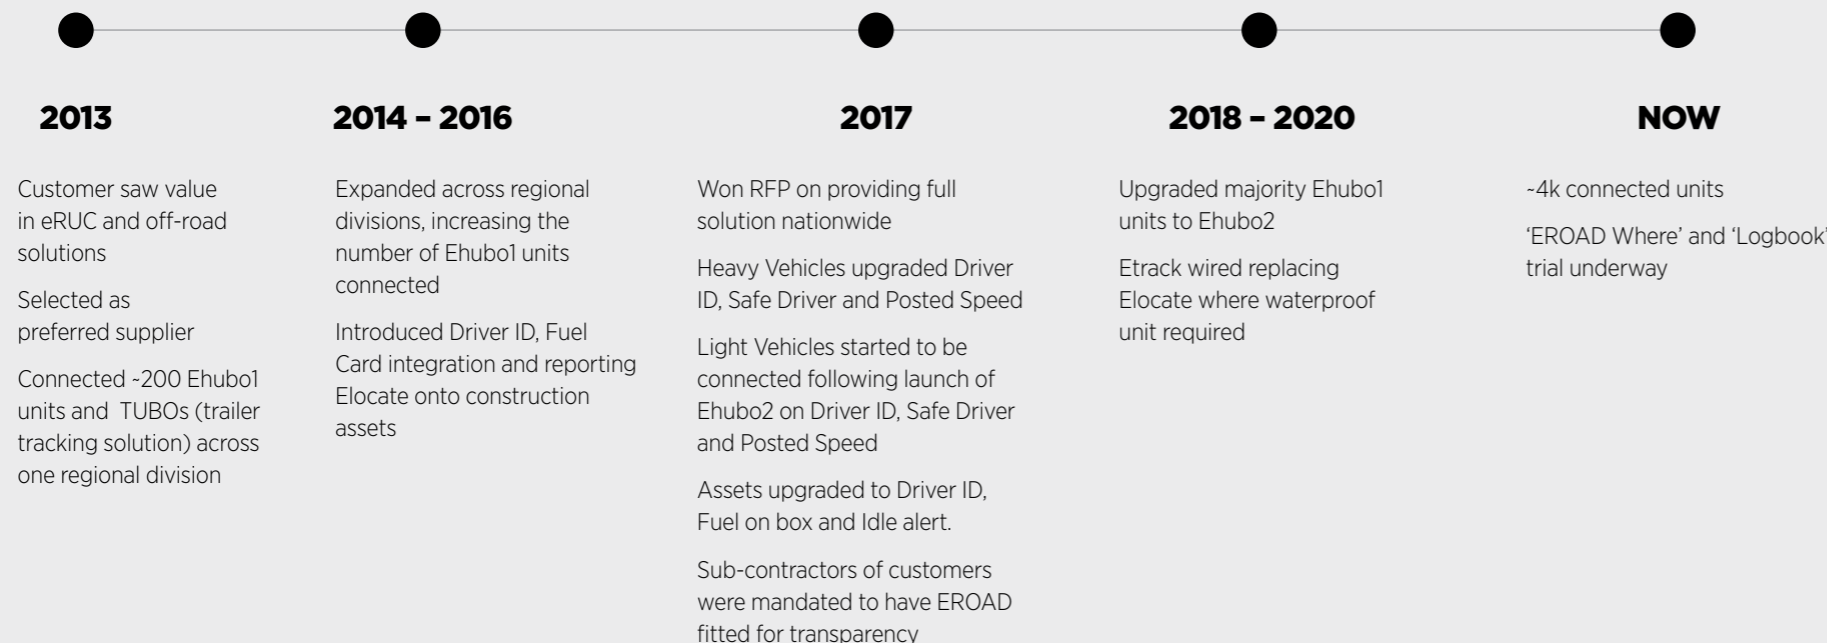 2013
Customer saw value
in eRUC and off-road
solutions
Selected as
preferred supplier
Connected ~200 Ehubo1
units and TUBOs (trailer
tracking solution) across
one regional division
2014 – 2016
Expanded across regional
divisions, increasing the
number of Ehubo1 units
connected
Introduced Driver ID, Fuel
Card integration and reporting
Elocate onto construction
assets
2017
Won RFP on providing full
solution nationwide
Heavy Vehicles upgraded Driver
ID, Safe Driver and Posted Speed
Light Vehicles started to be
connected following launch of
Ehubo2 on Driver ID, Safe Driver
and Posted Speed
Assets upgraded to Driver ID,
Fuel on box and Idle alert.
Sub-contractors of customers
were mandated to have EROAD
fitted for transparency
2018 – 2020
Upgraded majority Ehubo1
units to Ehubo2
Etrack wired replacing
Elocate where waterproof
unit required
NOW
~4k connected units
‘EROAD Where’ and ‘Logbook’
trial underway